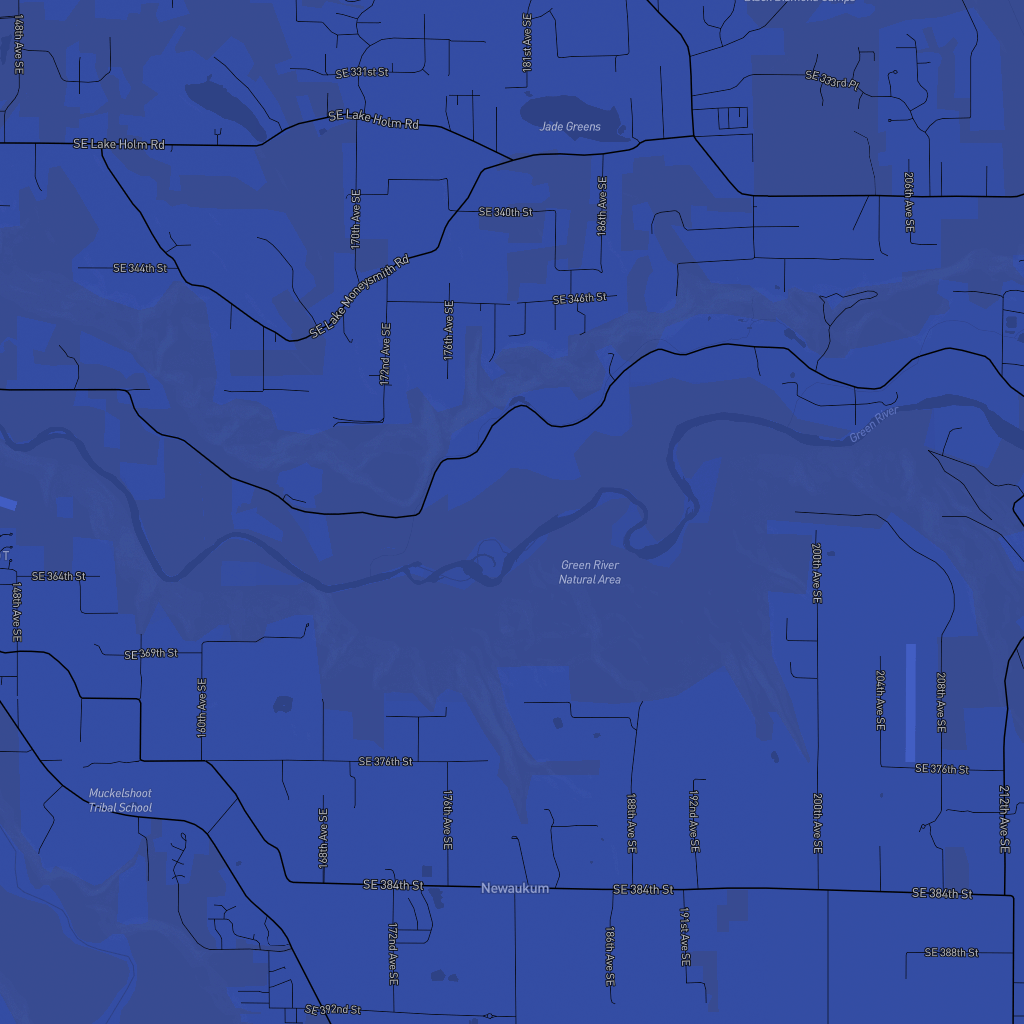 148th Ave SE
181st Ave SE
SE 331st St
SE 333rd Pl
SE Lake Holm Rd
SE Lake Holm Rd
Jade Greens
170th Ave SE
SE 340th St
186th Ave SE
206th Ave SE
SE 344th St
SE Lake Moneysmith Rd
SE 346th St
176th Ave SE
172nd Ave SE
Green River
Green River
Natural Area
200th Ave SE
SE 364th St
148th Ave SE
SE 369th St
160th Ave SE
204th Ave SE
208th Ave SE
SE 376th St
SE 376th St
Muckelshoot
Tribal School
168th Ave SE
176th Ave SE
188th Ave SE
192nd Ave SE
200th Ave SE
212th Ave SE
SE 384th St
Newaukum
SE 384th St
SE 384th St
172nd Ave SE
186th Ave SE
191st Ave SE
SE 388th St
SE 392nd St